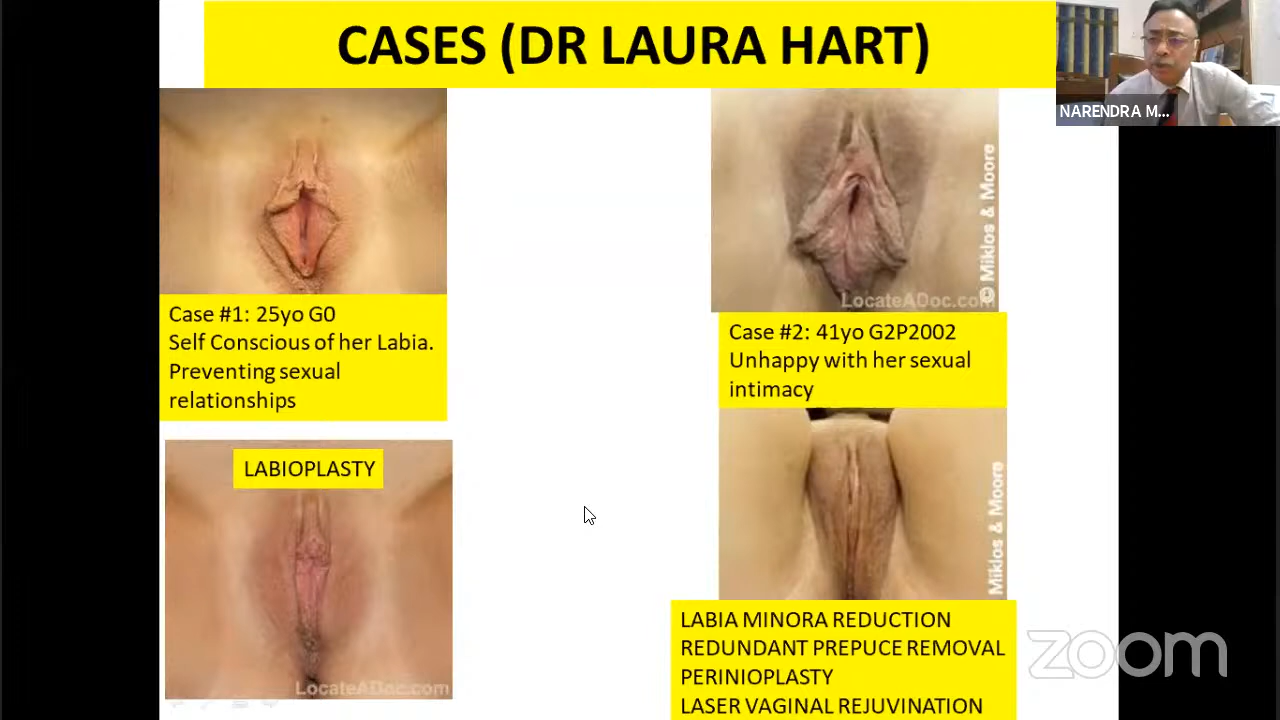 CASES (DR LAURA HART)
NARENDRA M...
© Miklos & Moore
LocateADoc.com
Case #1: 25yo G0
Self Conscious of her Labia.
Preventing sexual
relationships
Case #2: 41yo G2P2002
Unhappy with her sexual
intimacy
LABIOPLASTY
Miklos & Moore
LocateADoc.com
LABIA MINORA REDUCTION
REDUNDANT PREPUCE REMOVAL
PERINIOPLASTY
LASER VAGINAL REJUVINATION
zoom